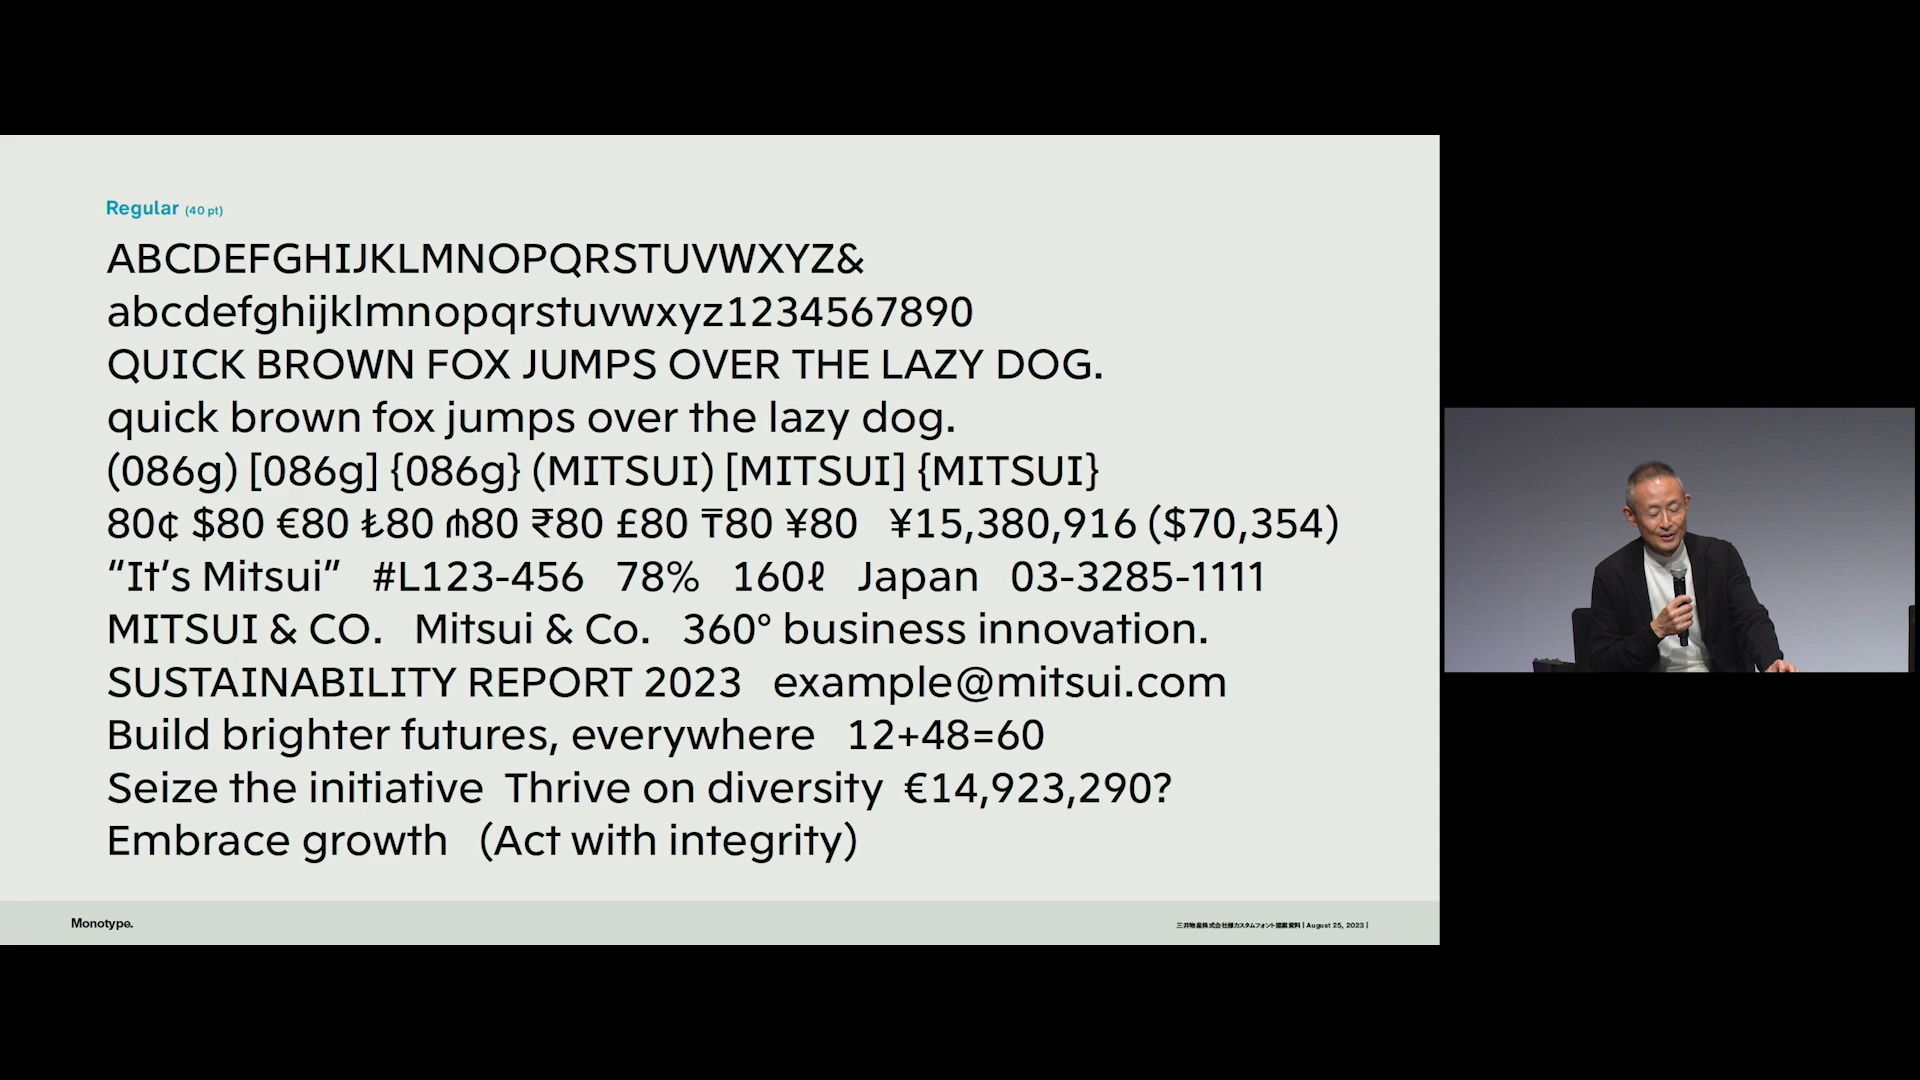 Regular (40 pt)
ABCDEFGHIJKLMNOPQRSTUVWXYZ&
abcdefghijklmnopqrstuvwxyz1234567890
QUICK BROWN FOX JUMPS OVER THE LAZY DOG.
quick brown fox jumps over the lazy dog.
(086g) [086g] {086g} (MITSUI) [MITSUI] {MITSUI}
80¢ $80 €80 ₺80 ₼80 ₹80 £80 ₸80 ¥80 ¥15,380,916 ($70,354)
“It’s Mitsui” #L123-456 78% 160ℓ Japan 03-3285-1111
MITSUI & CO. Mitsui & Co. 360° business innovation.
SUSTAINABILITY REPORT 2023 example@mitsui.com
Build brighter futures, everywhere 12+48=60
Seize the initiative Thrive on diversity €14,923,290?
Embrace growth (Act with integrity)
Monotype.
三井物産株式会社様カスタムフォント提案資料 | August 25, 2023 |